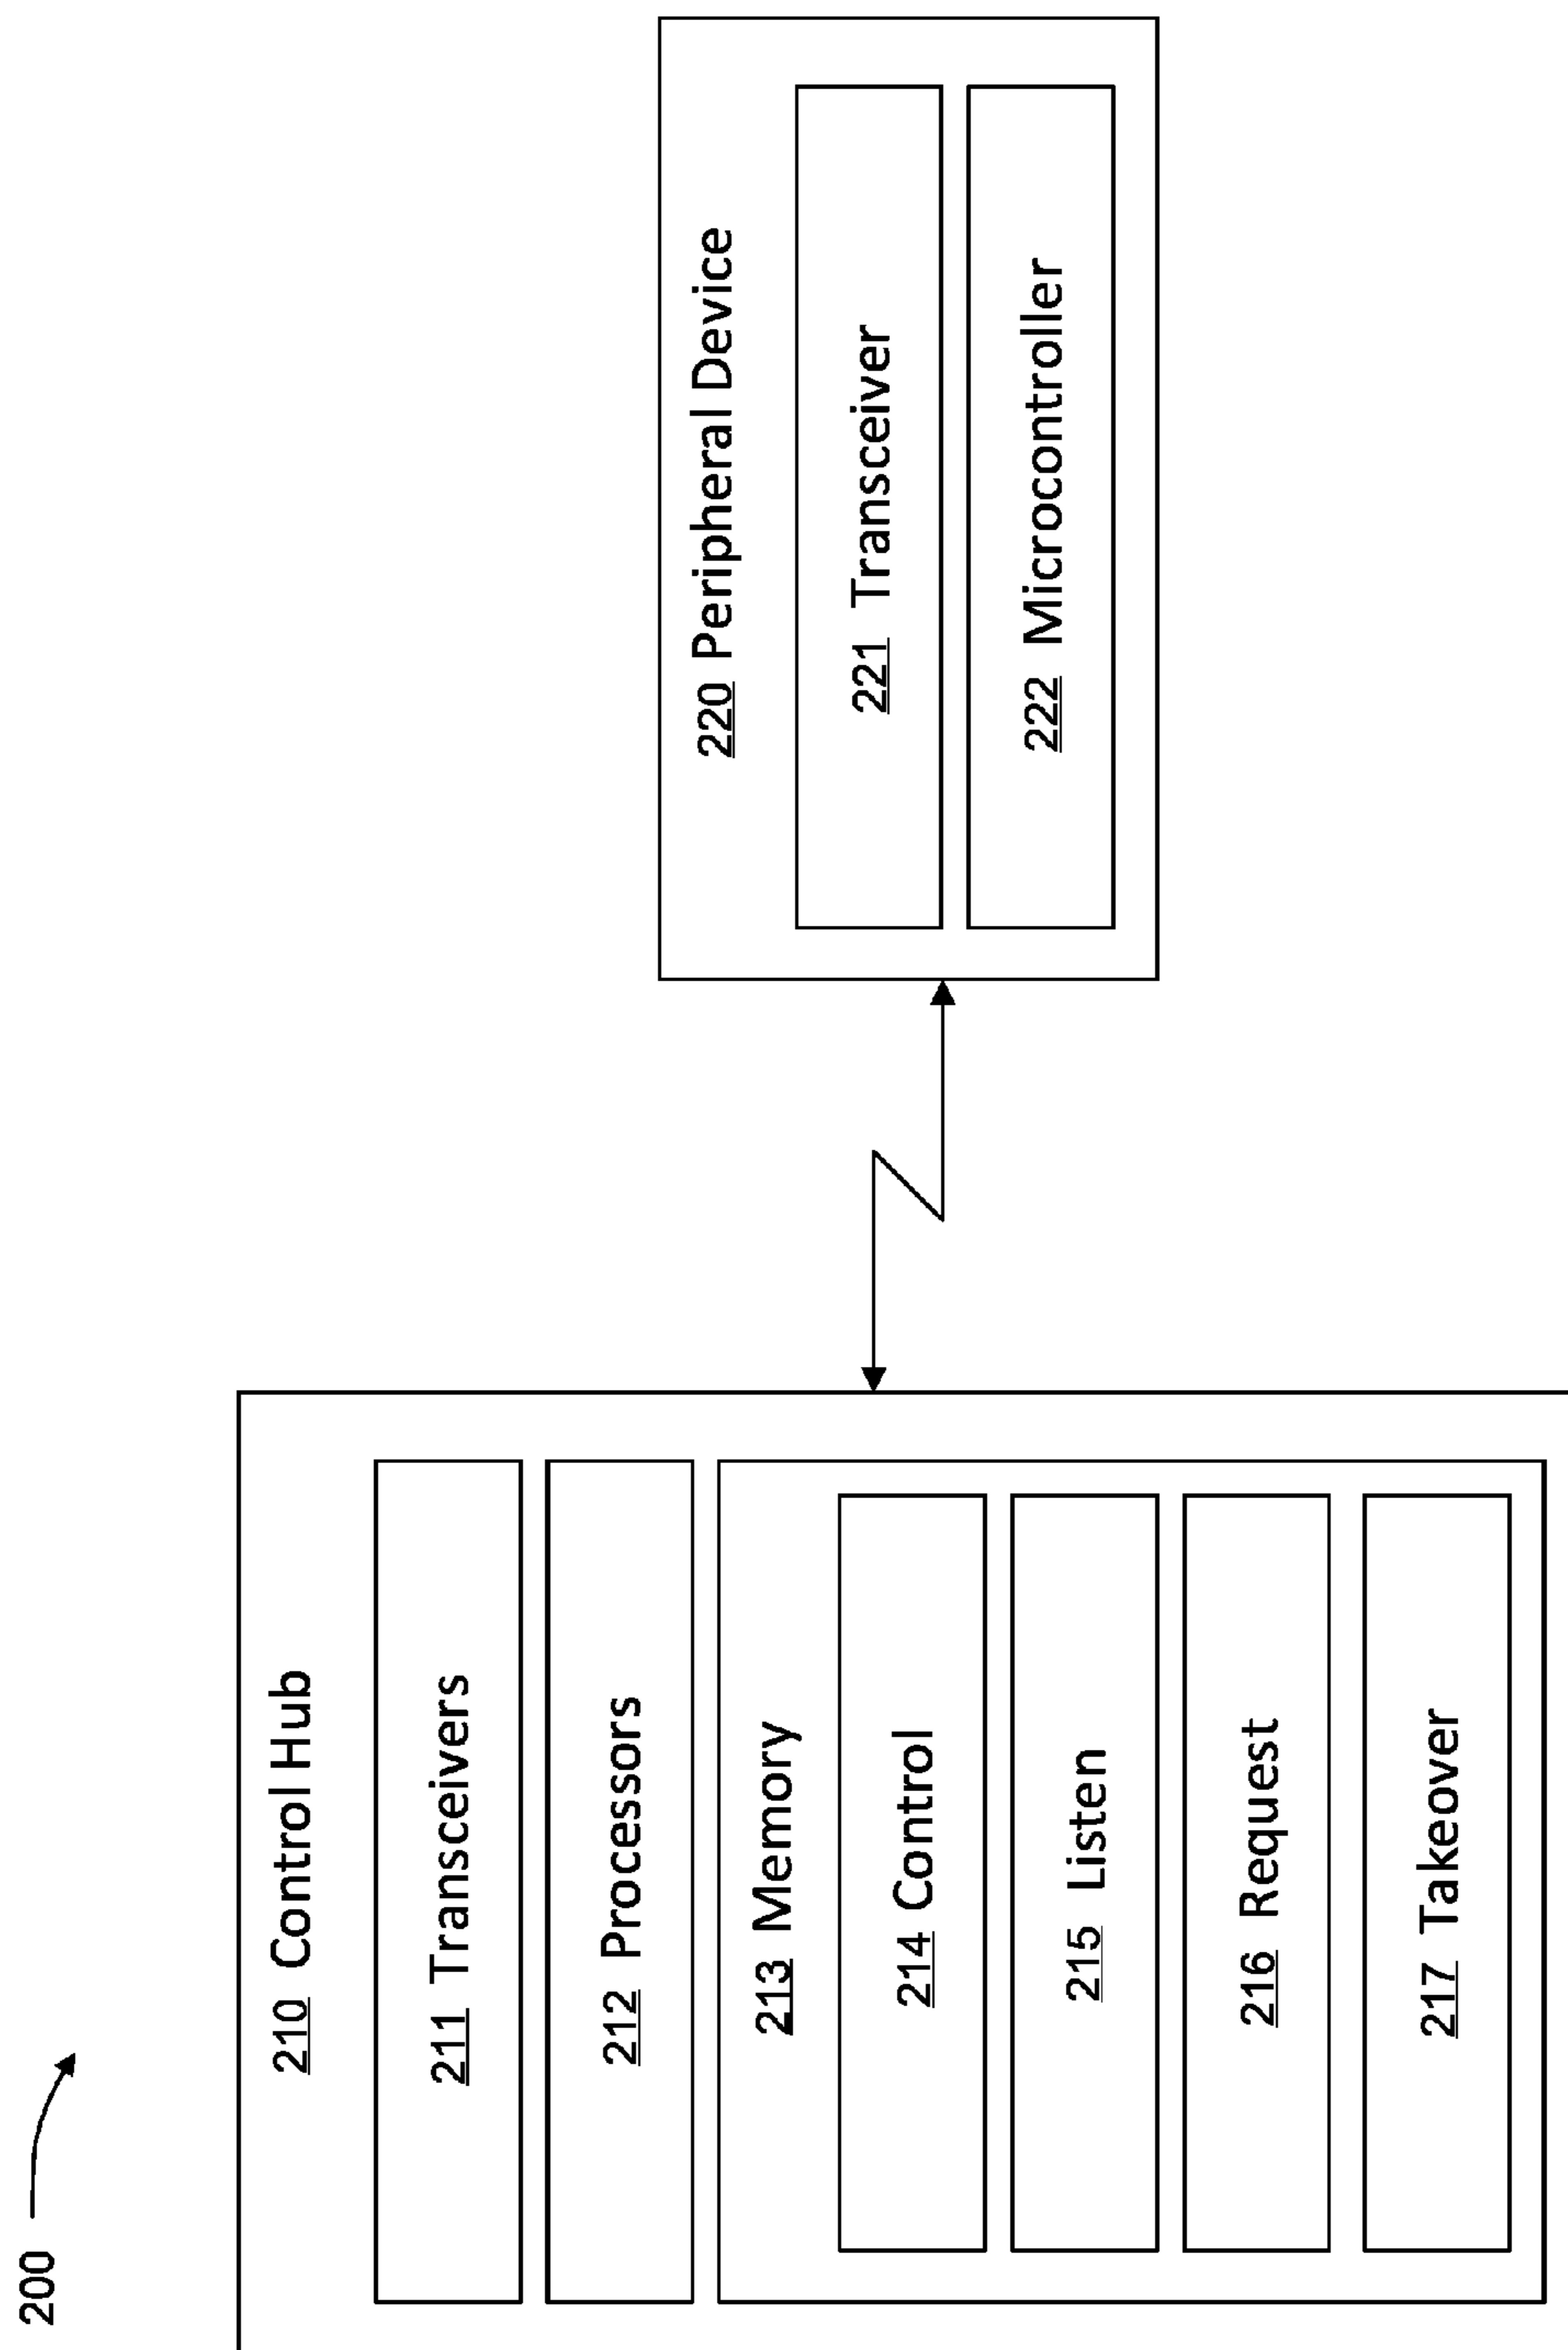 200
210 Control Hub
211 Transceivers
212 Processors
213 Memory
214 Control
215 Listen
216 Request
217 Takeover
220 Peripheral Device
221 Transceiver
222 Microcontroller